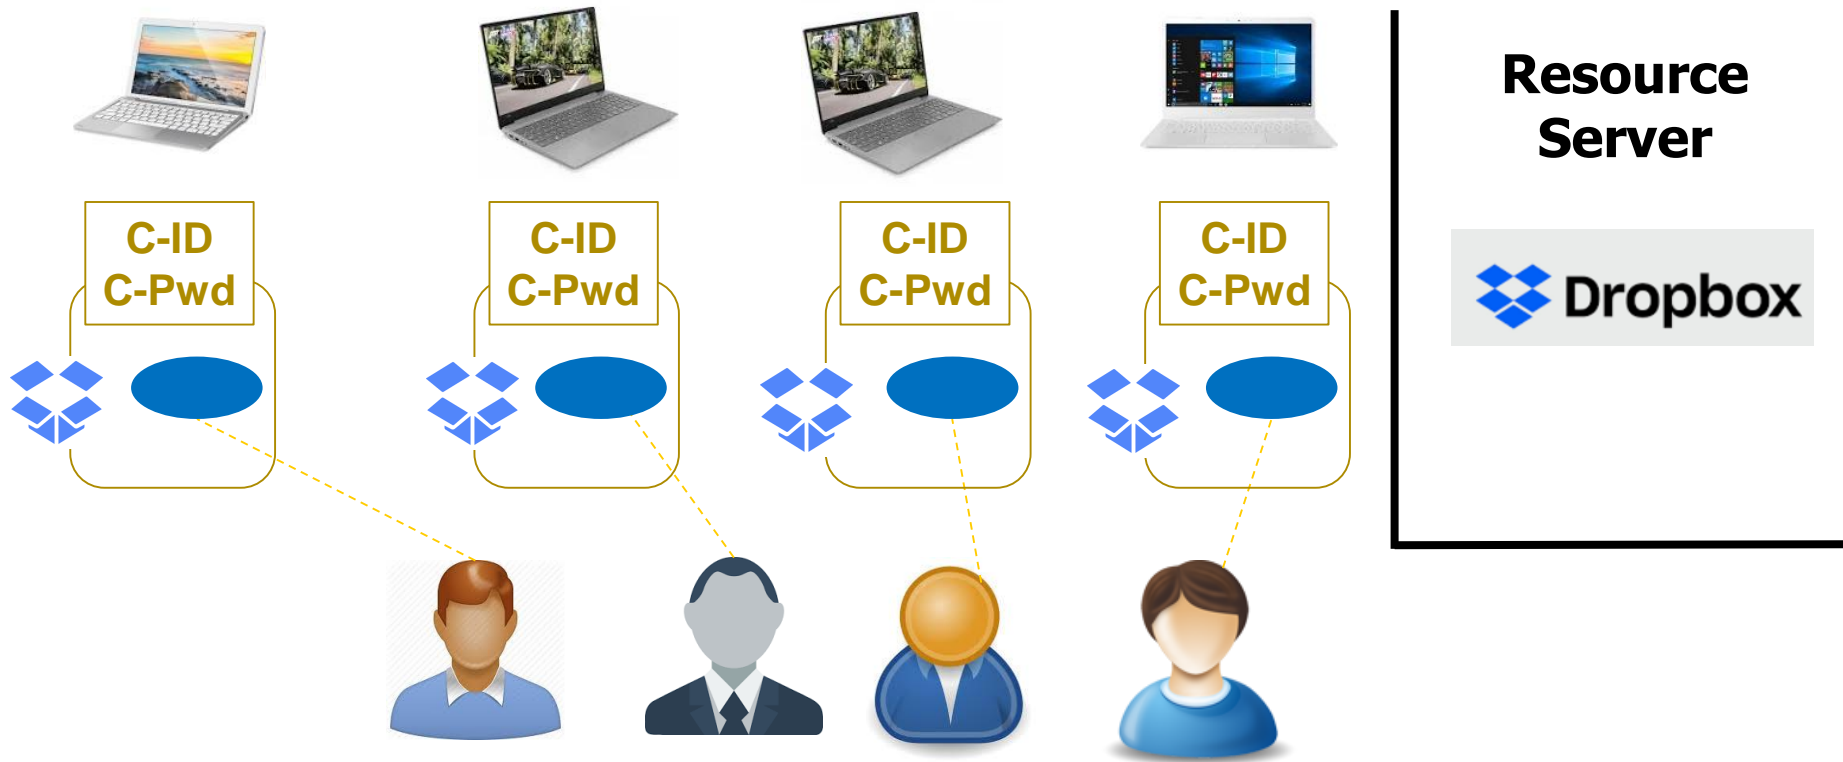 Resource
Server
C-ID
C-Pwd
C-ID
C-Pwd
C-ID
C-Pwd
C-ID
C-Pwd
Dropbox